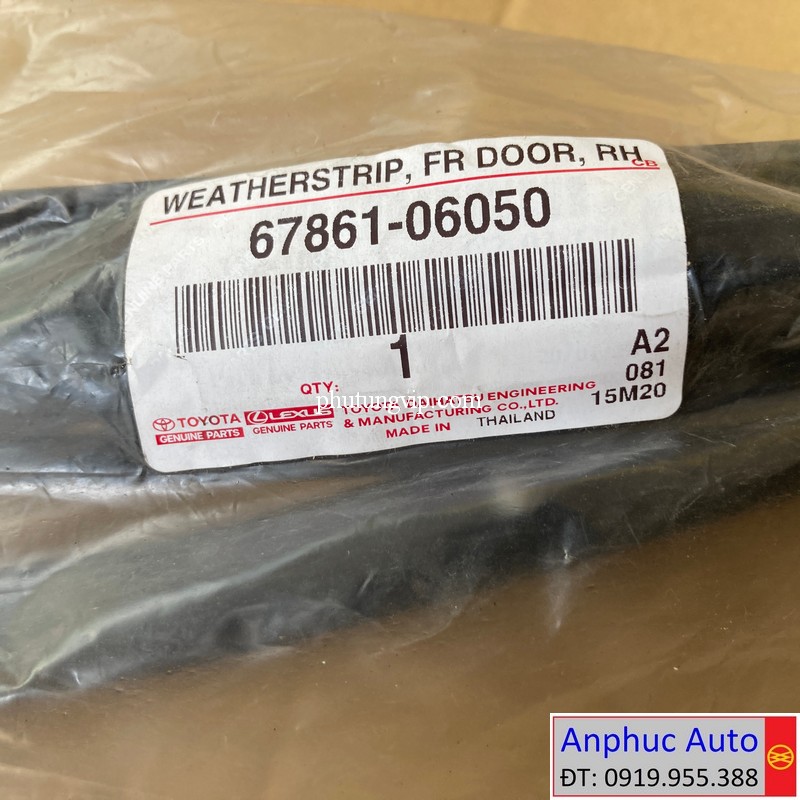 WEATHERSTRIP, FR DOOR, RH
CB
67861-06050
1
QTY:
A2
081
15M20
phutungvip.com
TOYOTA
GENUINE PARTS
LEXUS
GENUINE PARTS
ENGINEERING
& MANUFACTURING CO.,LTD.
MADE IN THAILAND
Anphuc Auto
ĐT: 0919.955.388